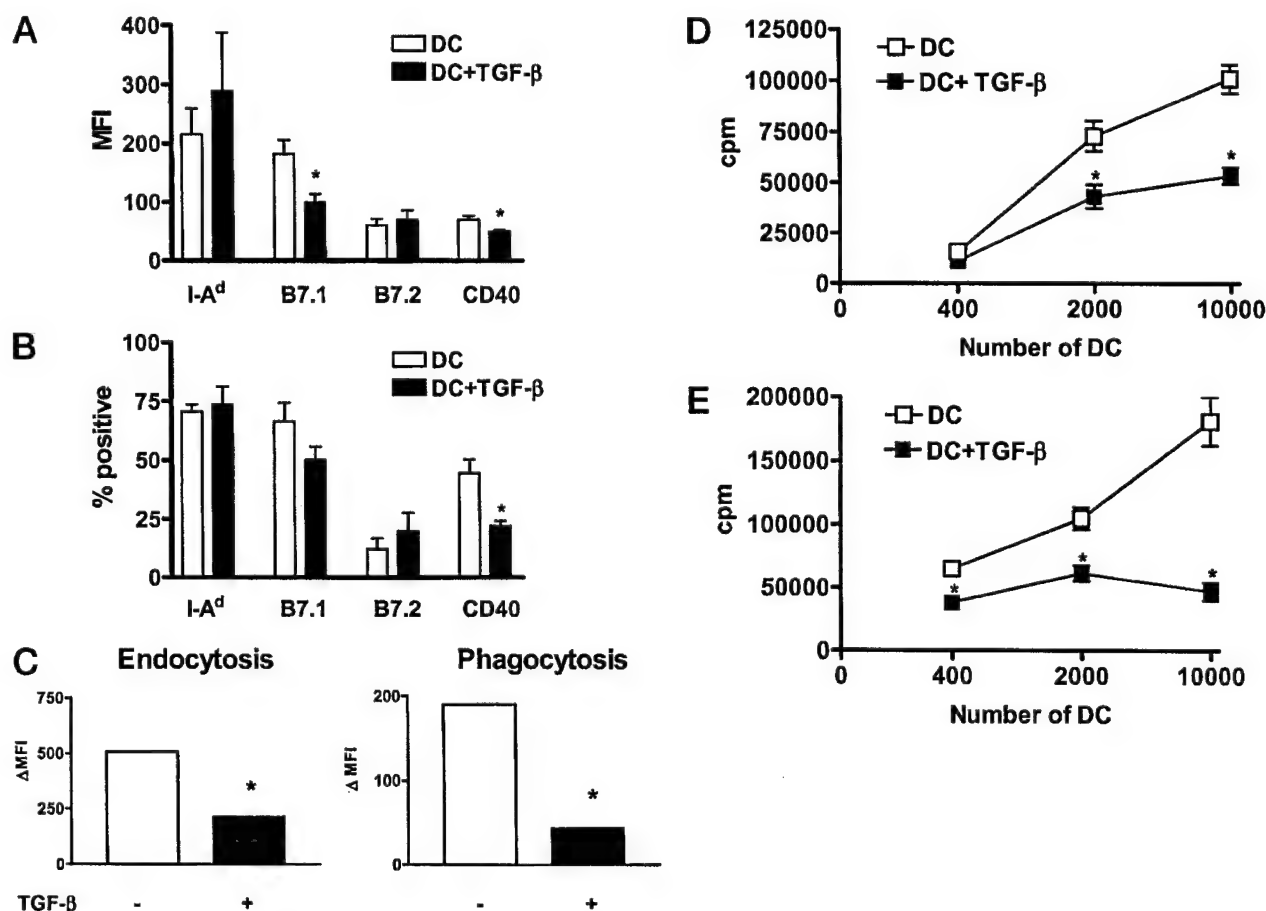 A
400
300
200
100
0
MFI
DC
DC+TGF-β
*
*
I-Aᵈ
B7.1
B7.2
CD40
B
100
75
50
25
0
% positive
DC
DC+TGF-β
*
I-Aᵈ
B7.1
B7.2
CD40
C
Endocytosis
750
500
250
0
ΔMFI
*
TGF-β
-
+
Phagocytosis
200
100
0
Δ MFI
*
-
+
D
125000
100000
75000
50000
25000
0
cpm
DC
DC+ TGF-β
*
*
0
400
2000
10000
Number of DC
E
200000
150000
100000
50000
0
cpm
DC
DC+TGF-β
*
*
*
0
400
2000
10000
Number of DC